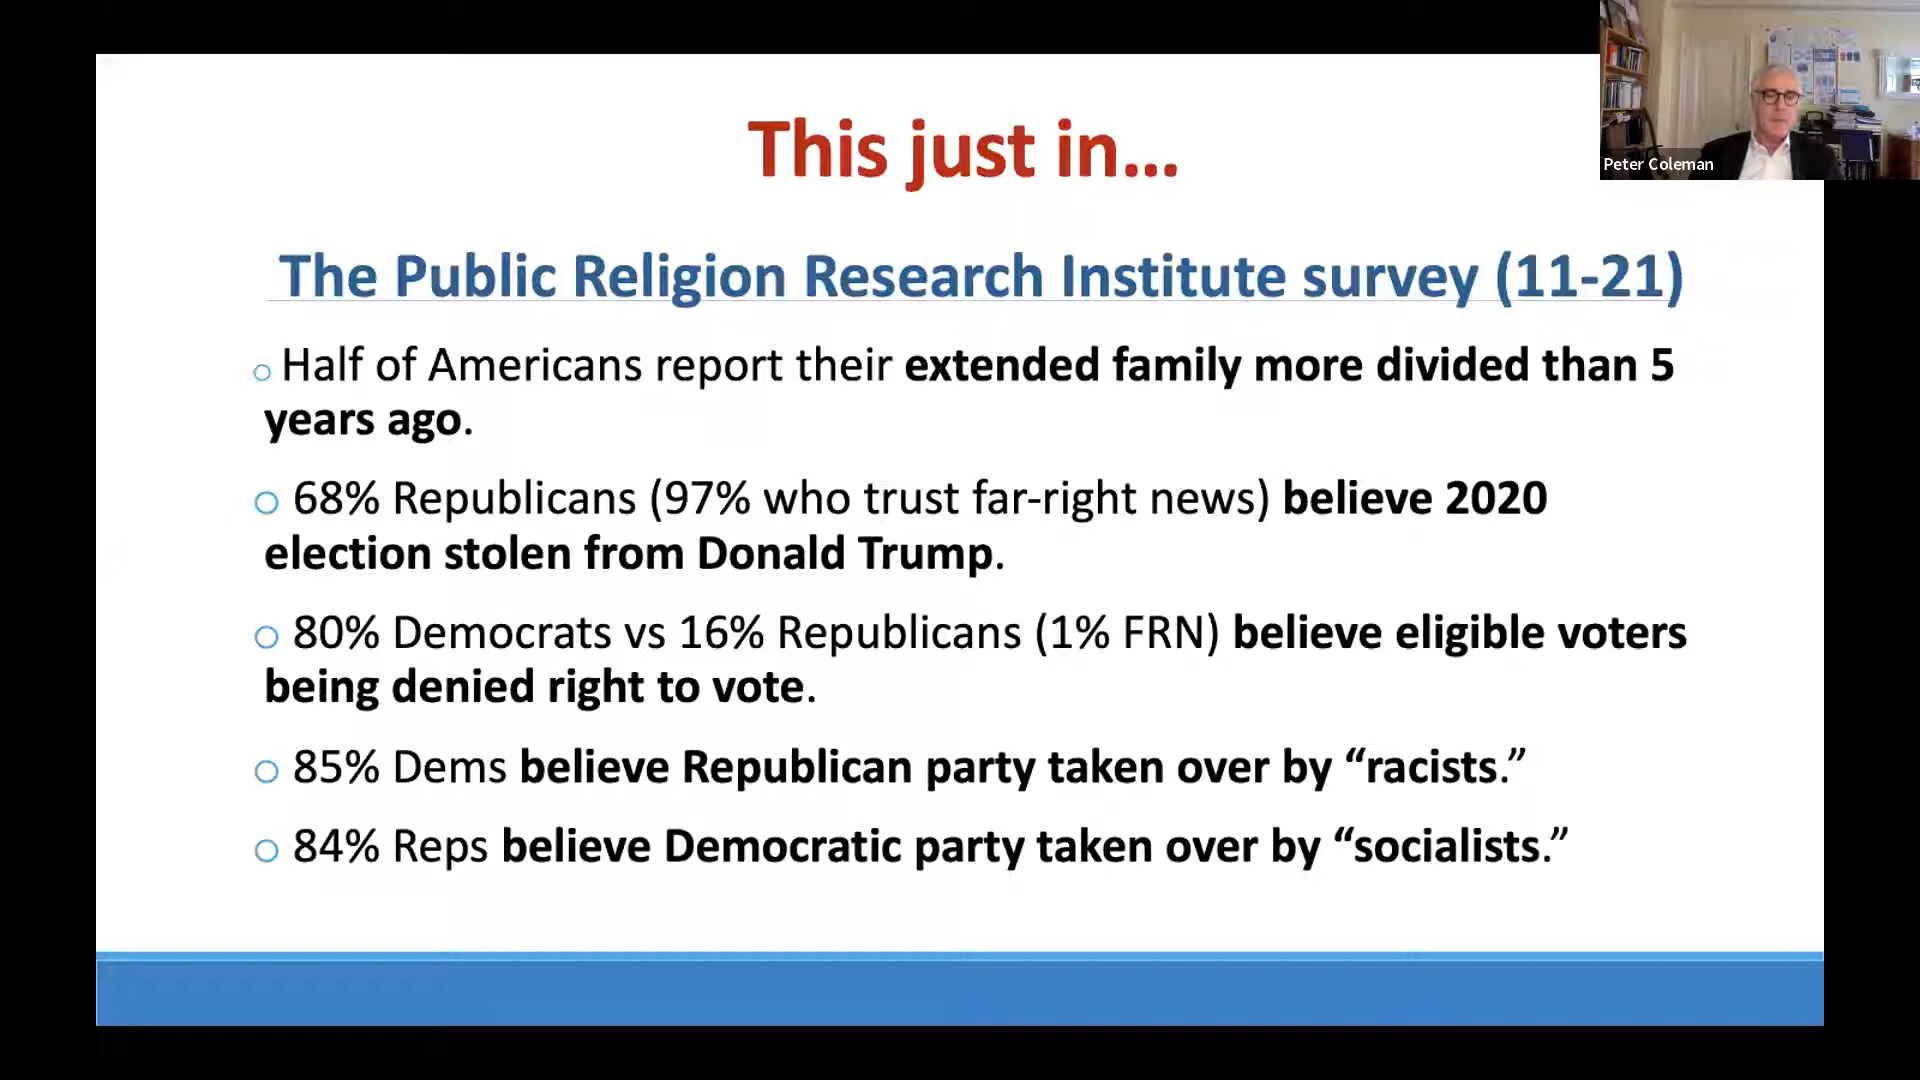 This just in...
Peter Coleman
The Public Religion Research Institute survey (11-21)
Half of Americans report their extended family more divided than 5
years ago.
68% Republicans (97% who trust far-right news) believe 2020
election stolen from Donald Trump.
80% Democrats vs 16% Republicans (1% FRN) believe eligible voters
being denied right to vote.
85% Dems believe Republican party taken over by “racists.”
84% Reps believe Democratic party taken over by “socialists.”